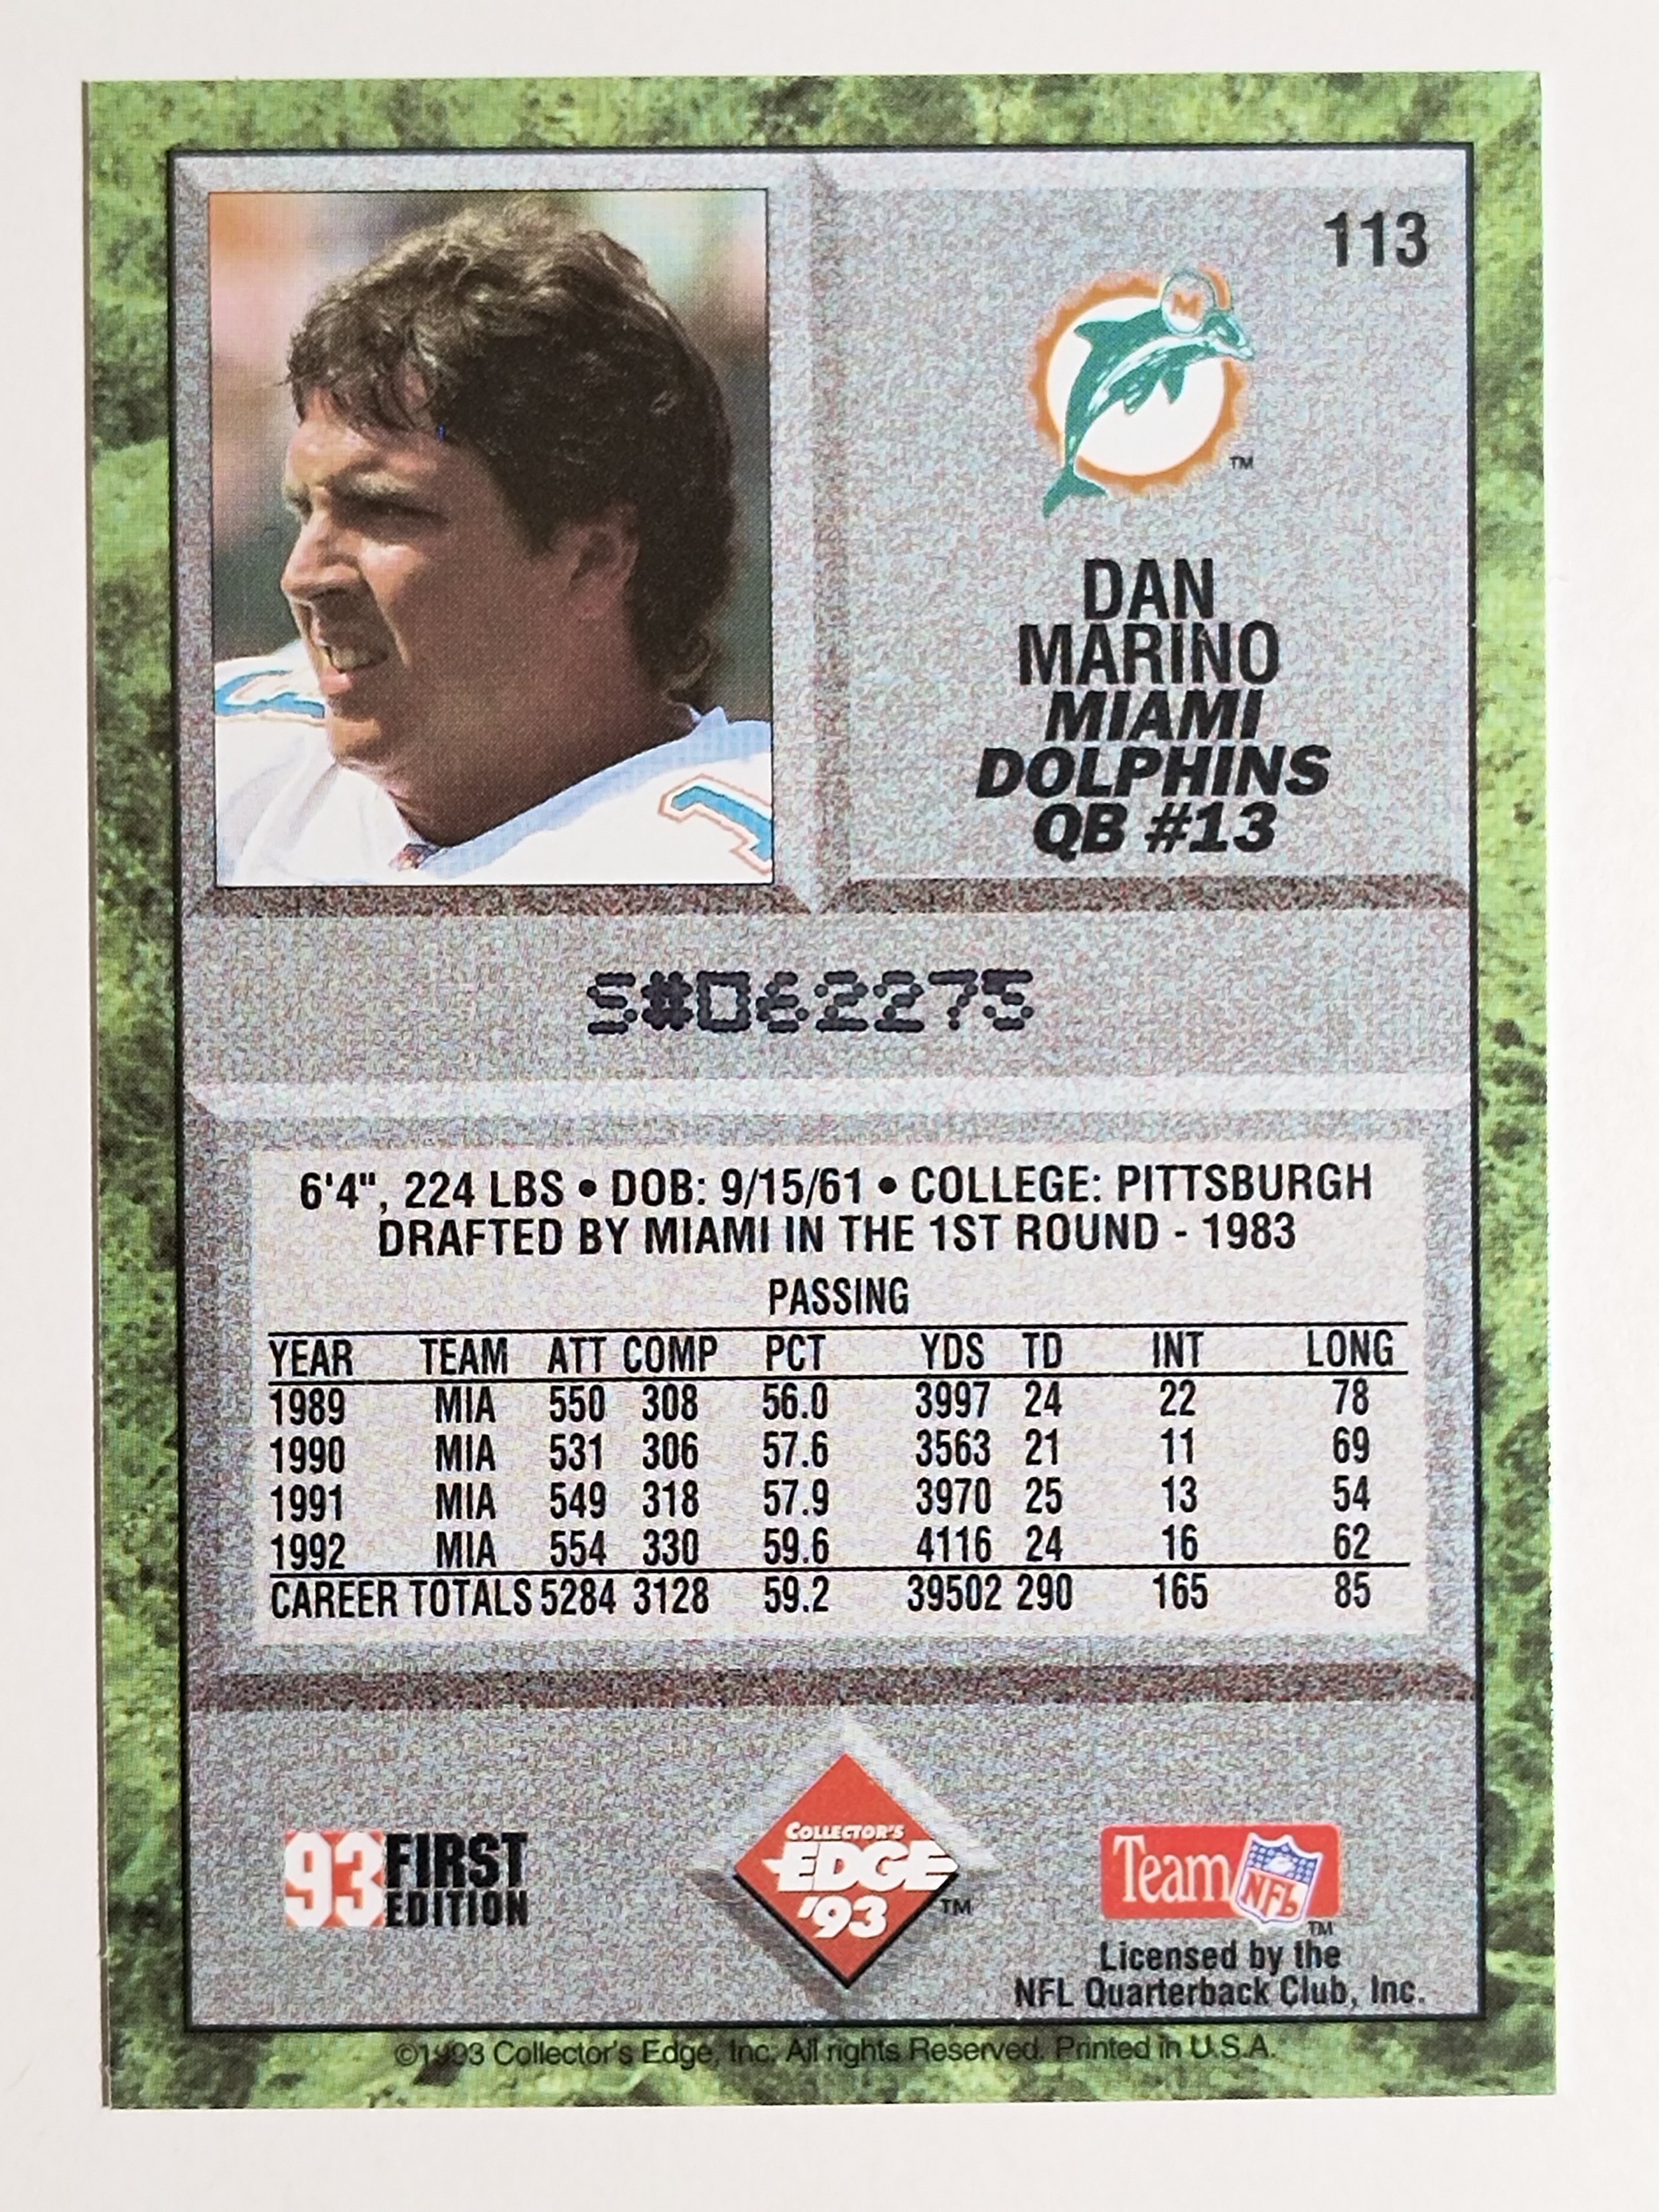 113
M
TM
DAN
MARINO
MIAMI
DOLPHINS
QB #13
S#062275
6'4", 224 LBS • DOB: 9/15/61 • COLLEGE: PITTSBURGH
DRAFTED BY MIAMI IN THE 1ST ROUND - 1983
PASSING
YEAR TEAM ATT COMP PCT YDS TD INT LONG
1989 MIA 550 308 56.0 3997 24 22 78
1990 MIA 531 306 57.6 3563 21 11 69
1991 MIA 549 318 57.9 3970 25 13 54
1992 MIA 554 330 59.6 4116 24 16 62
CAREER TOTALS 5284 3128 59.2 39502 290 165 85
93 FIRST
EDITION
COLLECTOR'S
EDGE
'93
TM
Team NFL
TM
Licensed by the
NFL Quarterback Club, Inc.
©1993 Collector's Edge, Inc. All rights Reserved. Printed in U.S.A.